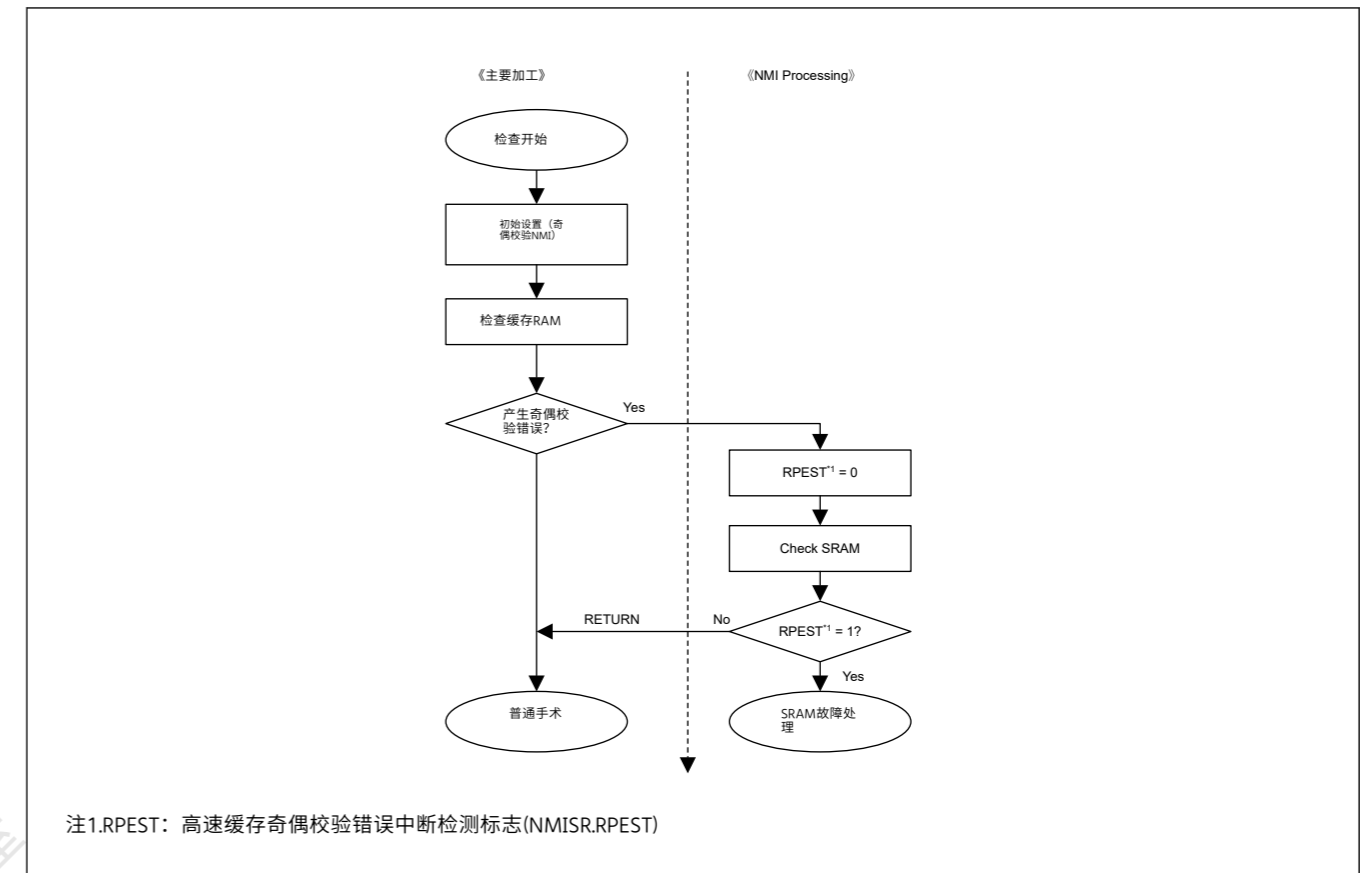 《主要加工》
《NMI Processing》
检查开始
初始设置（奇
偶校验NMI）
检查缓存RAM
产生奇偶校
验错误?
Yes
RPEST*1 = 0
Check SRAM
RETURN
No
RPEST*1 = 1?
Yes
普通手术
SRAM故障处
理
注1.RPEST：高速缓存奇偶校验错误中断检测标志(NMISR.RPEST)